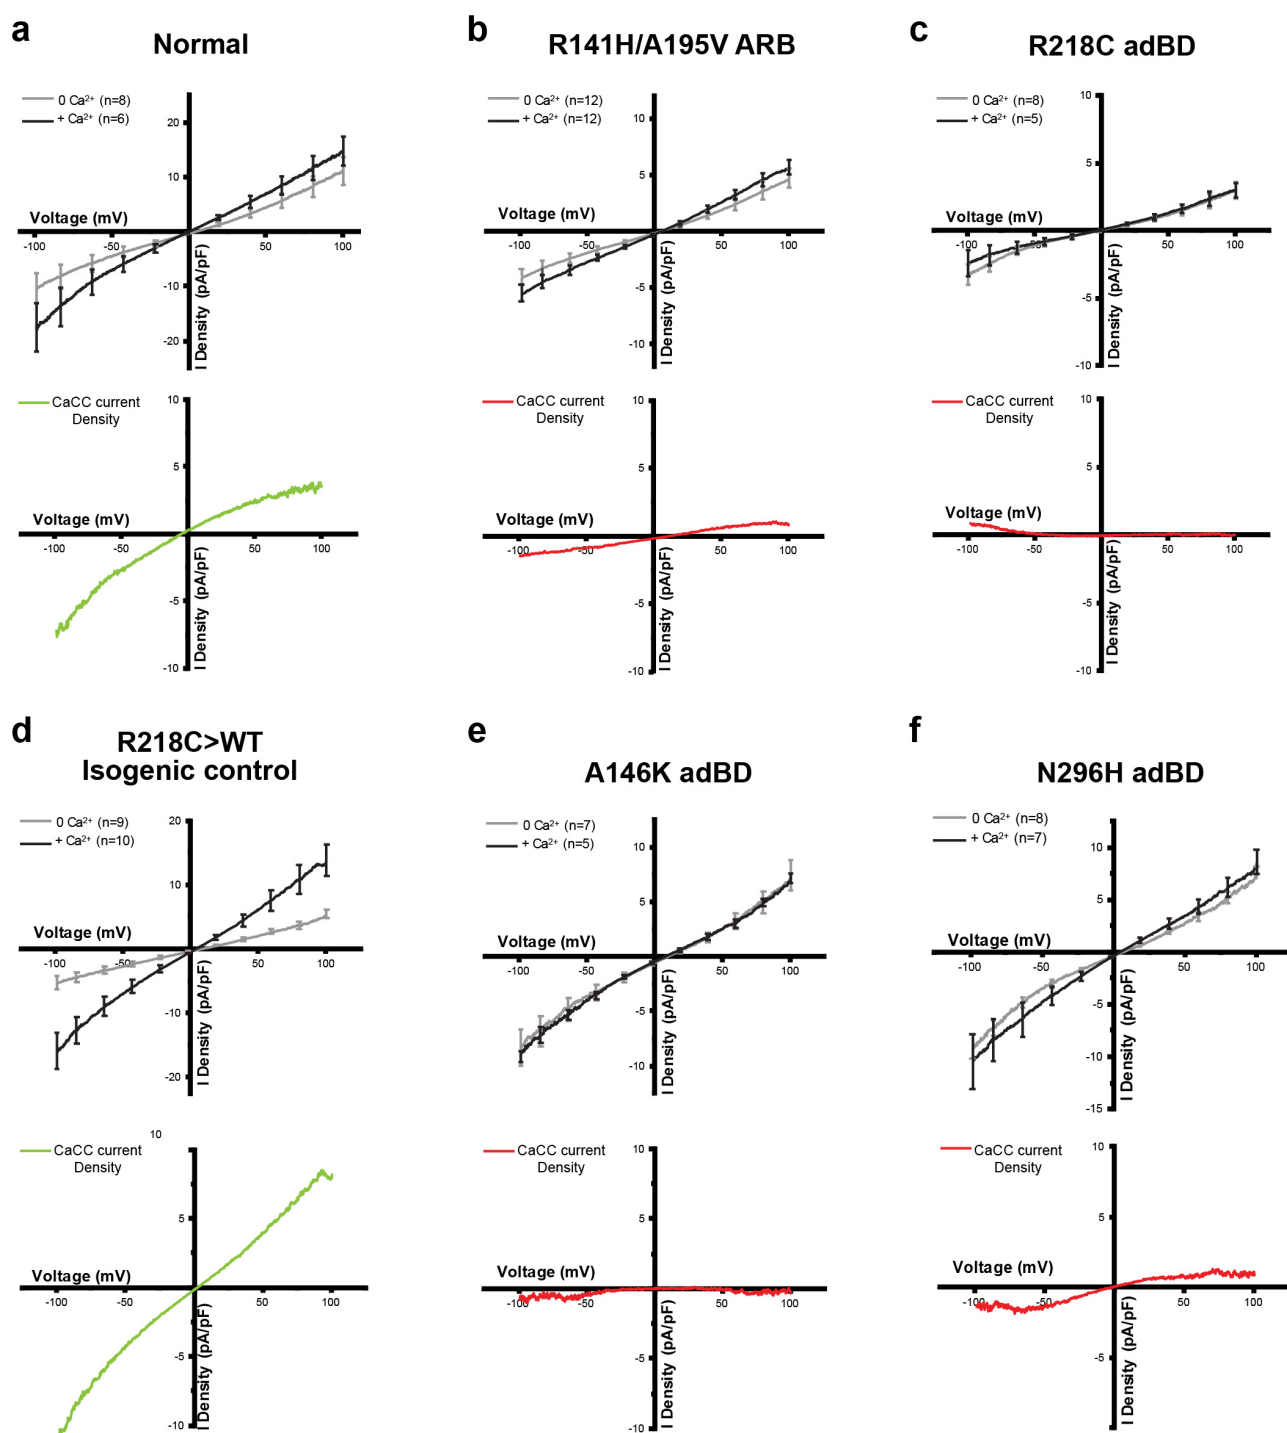 a
Normal
0 Ca²⁺ (n=8)
+ Ca²⁺ (n=6)
20
10
-10
-20
Voltage (mV)
-100
-50
50
100
I Density (pA/pF)
CaCC current
Density
10
5
-5
-10
Voltage (mV)
-100
-50
50
100
I Density (pA/pF)
b
R141H/A195V ARB
0 Ca²⁺ (n=12)
+ Ca²⁺ (n=12)
10
5
-5
-10
Voltage (mV)
-100
-50
50
100
I Density (pA/pF)
CaCC current
Density
10
5
-5
-10
Voltage (mV)
-100
-50
50
100
I Density (pA/pF)
c
R218C adBD
0 Ca²⁺ (n=8)
+ Ca²⁺ (n=5)
10
5
-5
-10
Voltage (mV)
-100
-50
50
100
I Density (pA/pF)
CaCC current
Density
10
5
-5
-10
Voltage (mV)
-100
-50
50
100
I Density (pA/pF)
d
R218C>WT
Isogenic control
0 Ca²⁺ (n=9)
+ Ca²⁺ (n=10)
20
10
-10
-20
Voltage (mV)
-100
-50
50
100
I Density (pA/pF)
CaCC current
Density
10
5
-5
-10
Voltage (mV)
-100
-50
50
100
I Density (pA/pF)
e
A146K adBD
0 Ca²⁺ (n=7)
+ Ca²⁺ (n=5)
10
5
-5
-10
Voltage (mV)
-100
-50
50
100
I Density (pA/pF)
CaCC current
Density
10
5
-5
-10
Voltage (mV)
-100
-50
50
100
I Density (pA/pF)
f
N296H adBD
0 Ca²⁺ (n=8)
+ Ca²⁺ (n=7)
10
5
-5
-10
-15
Voltage (mV)
-100
-50
50
100
I Density (pA/pF)
CaCC current
Density
10
5
-5
Voltage (mV)
-100
-50
50
100
I Density (pA/pF)